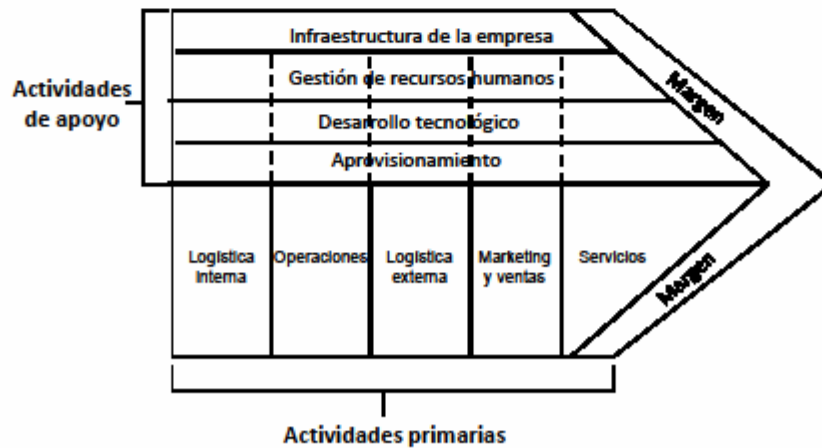 Infraestructura de la empresa
Gestión de recursos humanos
Desarrollo tecnológico
Aprovisionamiento
Actividades
de apoyo
Margen
Logística
interna
Operaciones
Logística
externa
Marketing
y ventas
Servicios
Margen
Actividades primarias